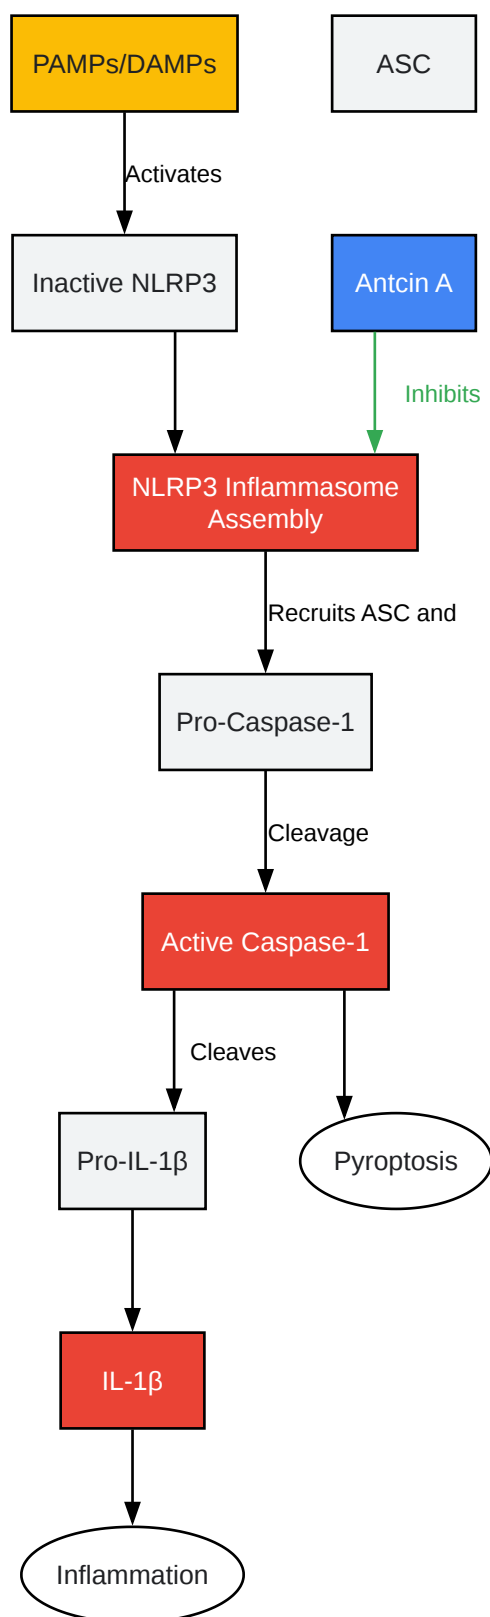 PAMPs/DAMPs
ASC
Activates
Inactive NLRP3
Antcin A
Inhibits
NLRP3 Inflammasome
Assembly
Recruits ASC and
Pro-Caspase-1
Cleavage
Active Caspase-1
Cleaves
Pro-IL-1β
Pyroptosis
IL-1β
Inflammation